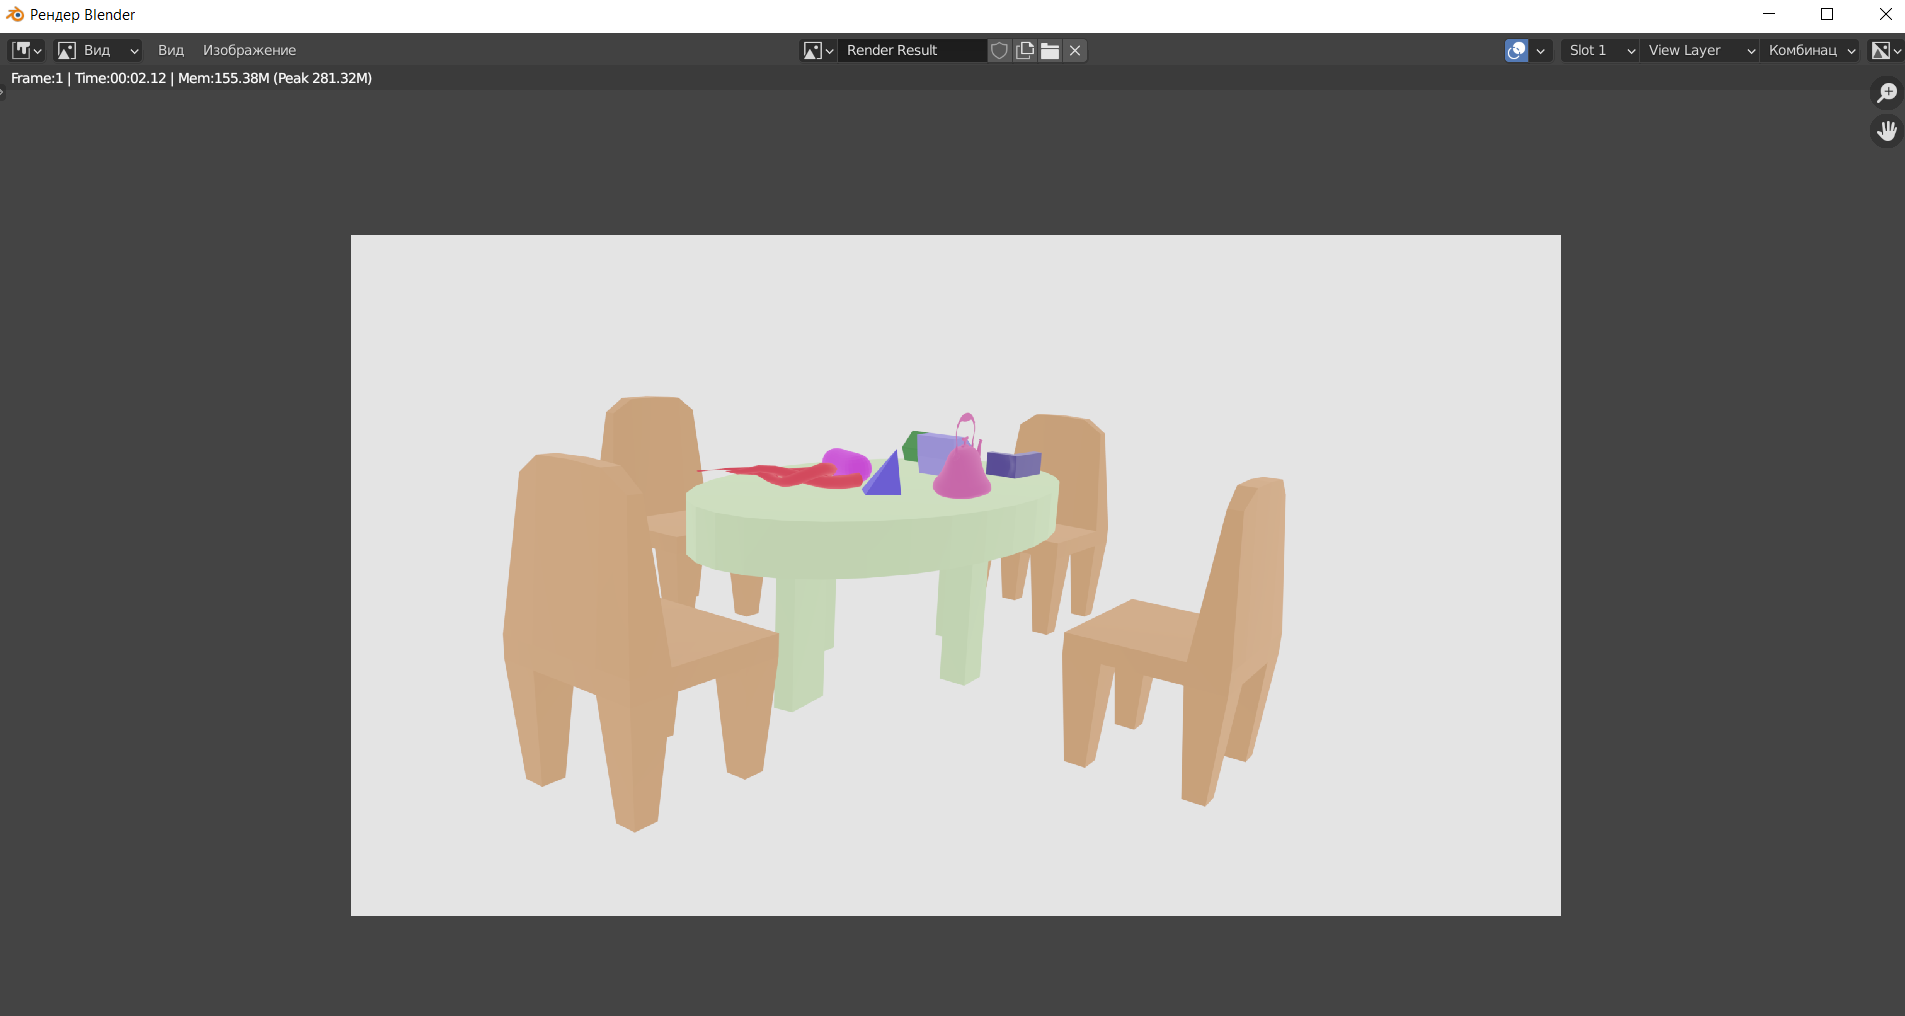 Рендер Blender
Вид Вид Изображение Render Result Slot 1 View Layer Комбинац
Frame:1 | Time:00:02.12 | Mem:155.38M (Peak 281.32M)